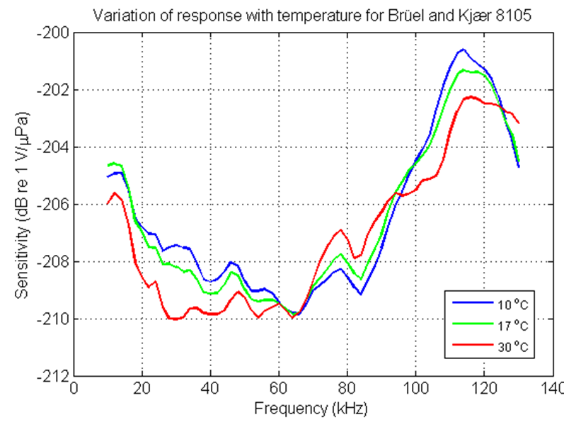 Variation of response with temperature for Brüel and Kjær 8105
-200
-201
-202
-204
-206
-208
-210
-212
Sensitivity (dB re 1 V/µPa)
0 20 40 60 80 100 120 140
Frequency (kHz)
10 °C
17 °C
30 °C